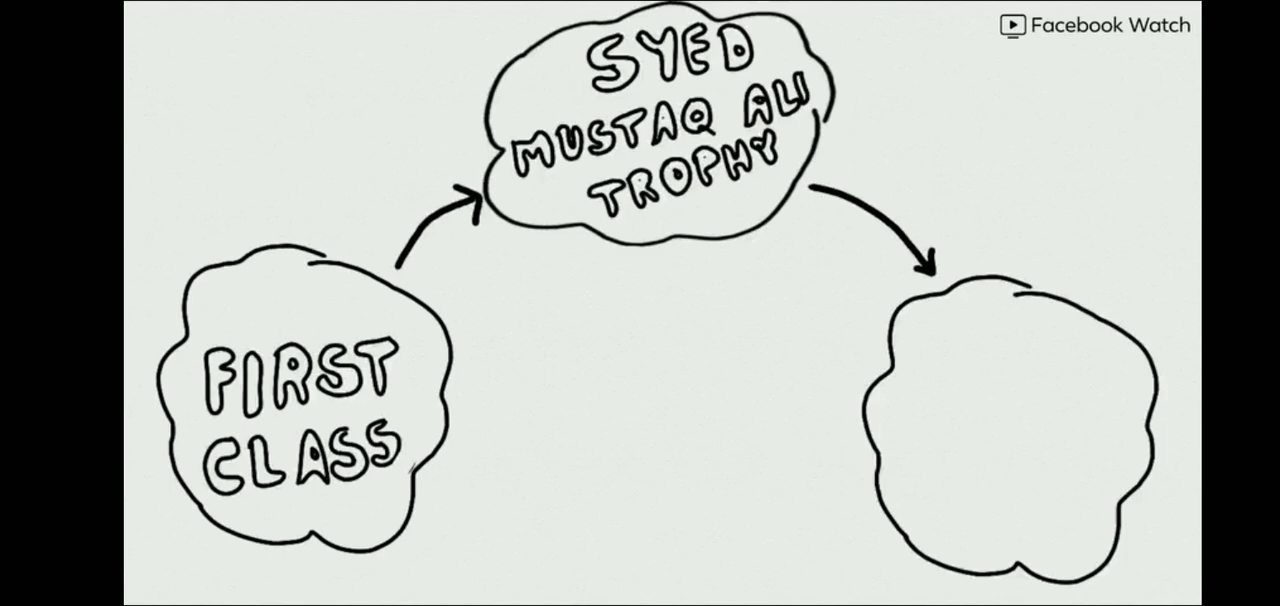 Facebook Watch
SYED
MUSTAQ ALI
TROPHY
FIRST
CLASS